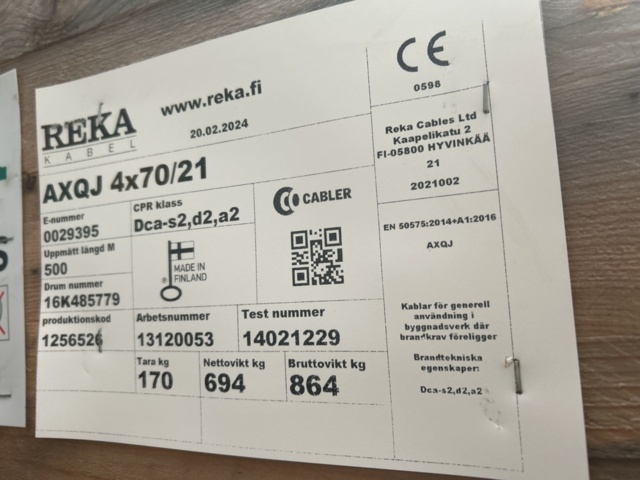 REKA
KABEL
www.reka.fi
20.02.2024
AXQJ 4x70/21
E-nummer
0029395
CPR klass
Dca-s2,d2,a2
Uppmätt längd M
500
Drum nummer
16K485779
MADE IN
FINLAND
CABLER
produktionskod
1256526
Arbetsnummer
13120053
Test nummer
14021229
Tara kg
170
Nettovikt kg
694
Bruttovikt kg
864
CE
0598
Reka Cables Ltd
Kaapelikatu 2
FI-05800 HYVINKÄÄ
21
2021002
EN 50575:2014+A1:2016
AXQJ
Kablar för generell
användning i
byggnadsverk där
brandkrav föreligger
Brandtekniska
egenskaper:
Dca-s2,d2,a2